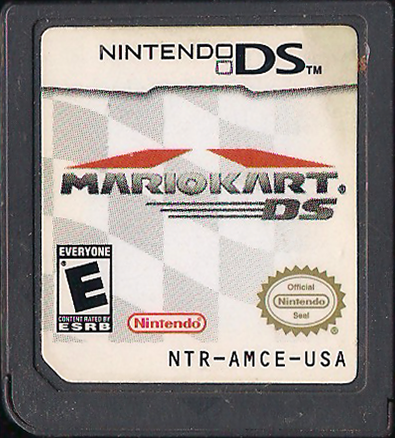 NINTENDO DS™
MARIOKART®
DS
EVERYONE
E
CONTENT RATED BY
ESRB
Nintendo®
Official
Nintendo
Seal
®
NTR-AMCE-USA